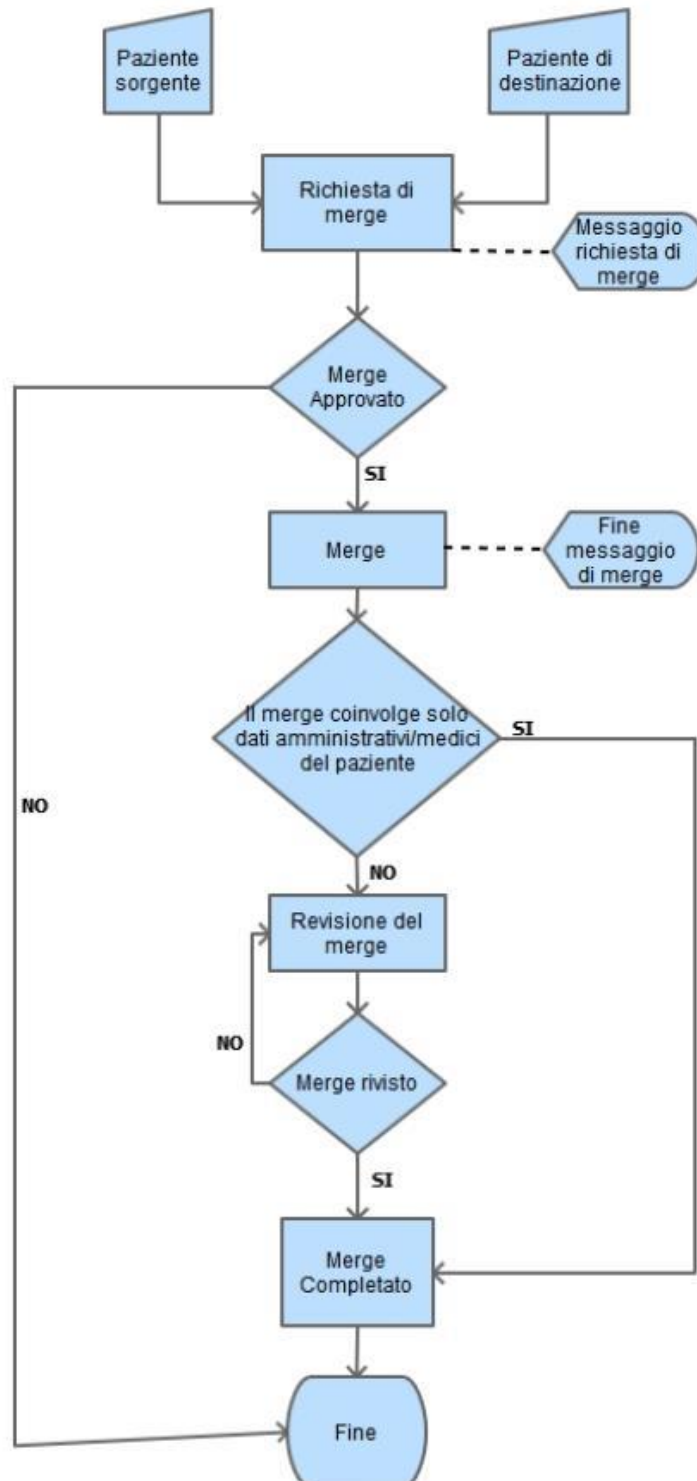 Paziente
sorgente
Paziente di
destinazione
Richiesta di
merge
Messaggio
richiesta di
merge
Merge
Approvato
SI
Merge
Fine
messaggio
di merge
Il merge coinvolge solo
dati amministrativi/medici
del paziente
SI
NO
NO
Revisione del
merge
NO
Merge rivisto
SI
Merge
Completato
Fine